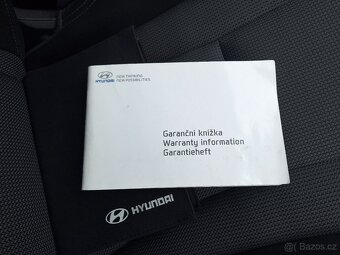 HYUNDAI
NEW THINKING.
NEW POSSIBILITIES.
Garanční knížka
Warranty information
Garantieheft
HYUNDAI
© Bazos.cz